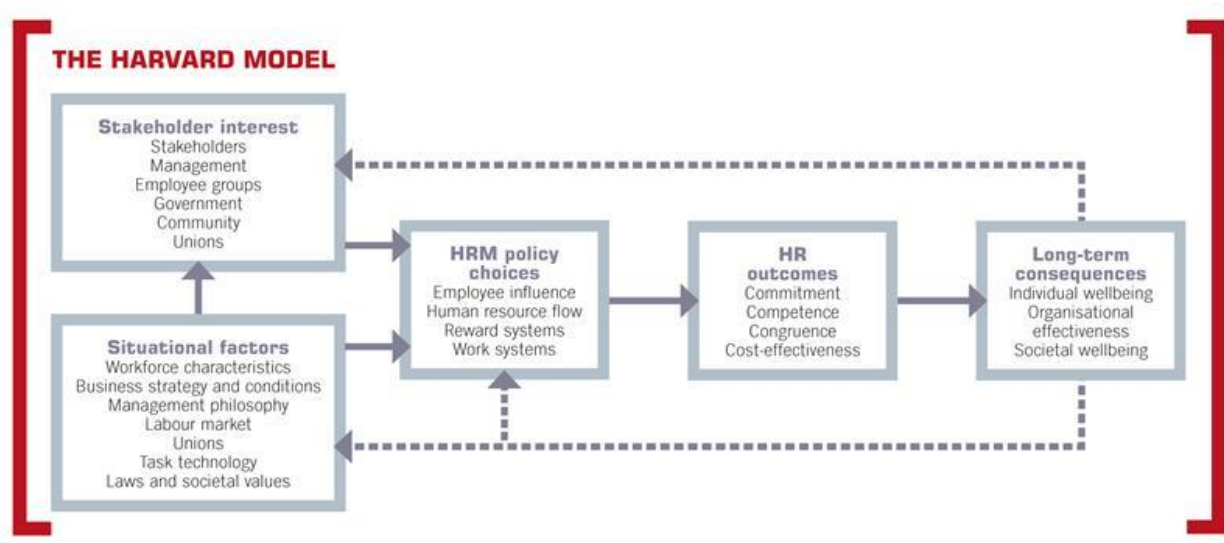 THE HARVARD MODEL
Stakeholder interest
Stakeholders
Management
Employee groups
Government
Community
Unions
Situational factors
Workforce characteristics
Business strategy and conditions
Management philosophy
Labour market
Unions
Task technology
Laws and societal values
HRM policy
choices
Employee influence
Human resource flow
Reward systems
Work systems
HR
outcomes
Commitment
Competence
Congruence
Cost-effectiveness
Long-term
consequences
Individual wellbeing
Organisational
effectiveness
Societal wellbeing